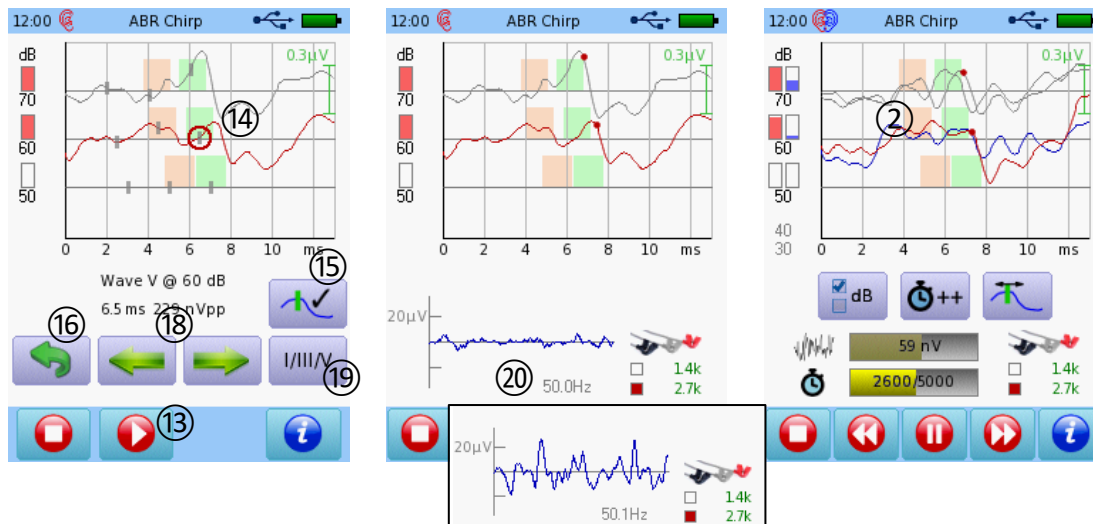 12:00 ABR Chirp
dB
0.3µV
70
⑭
60
50
0 2 4 6 8 10 ms
⑮
Wave V @ 60 dB
6.5 ms 229 nVpp
⑯ ⑱
I/III/V
⑲
⑬
12:00 ABR Chirp
dB
0.3µV
70
60
50
0 2 4 6 8 10 ms
20µV
1.4k
⑳ 50.0Hz
2.7k
20µV
1.4k
50.1Hz
2.7k
12:00 ABR Chirp
dB
0.3µV
70
②
60
50
40
30
0 2 4 6 8 10 ms
dB ++
59 nV
1.4k
2600/5000
2.7k